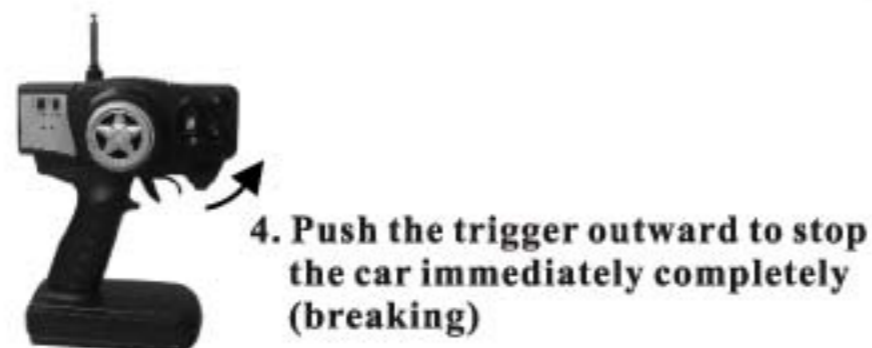 4. Push the trigger outward to stop
the car immediately completely
(breaking)